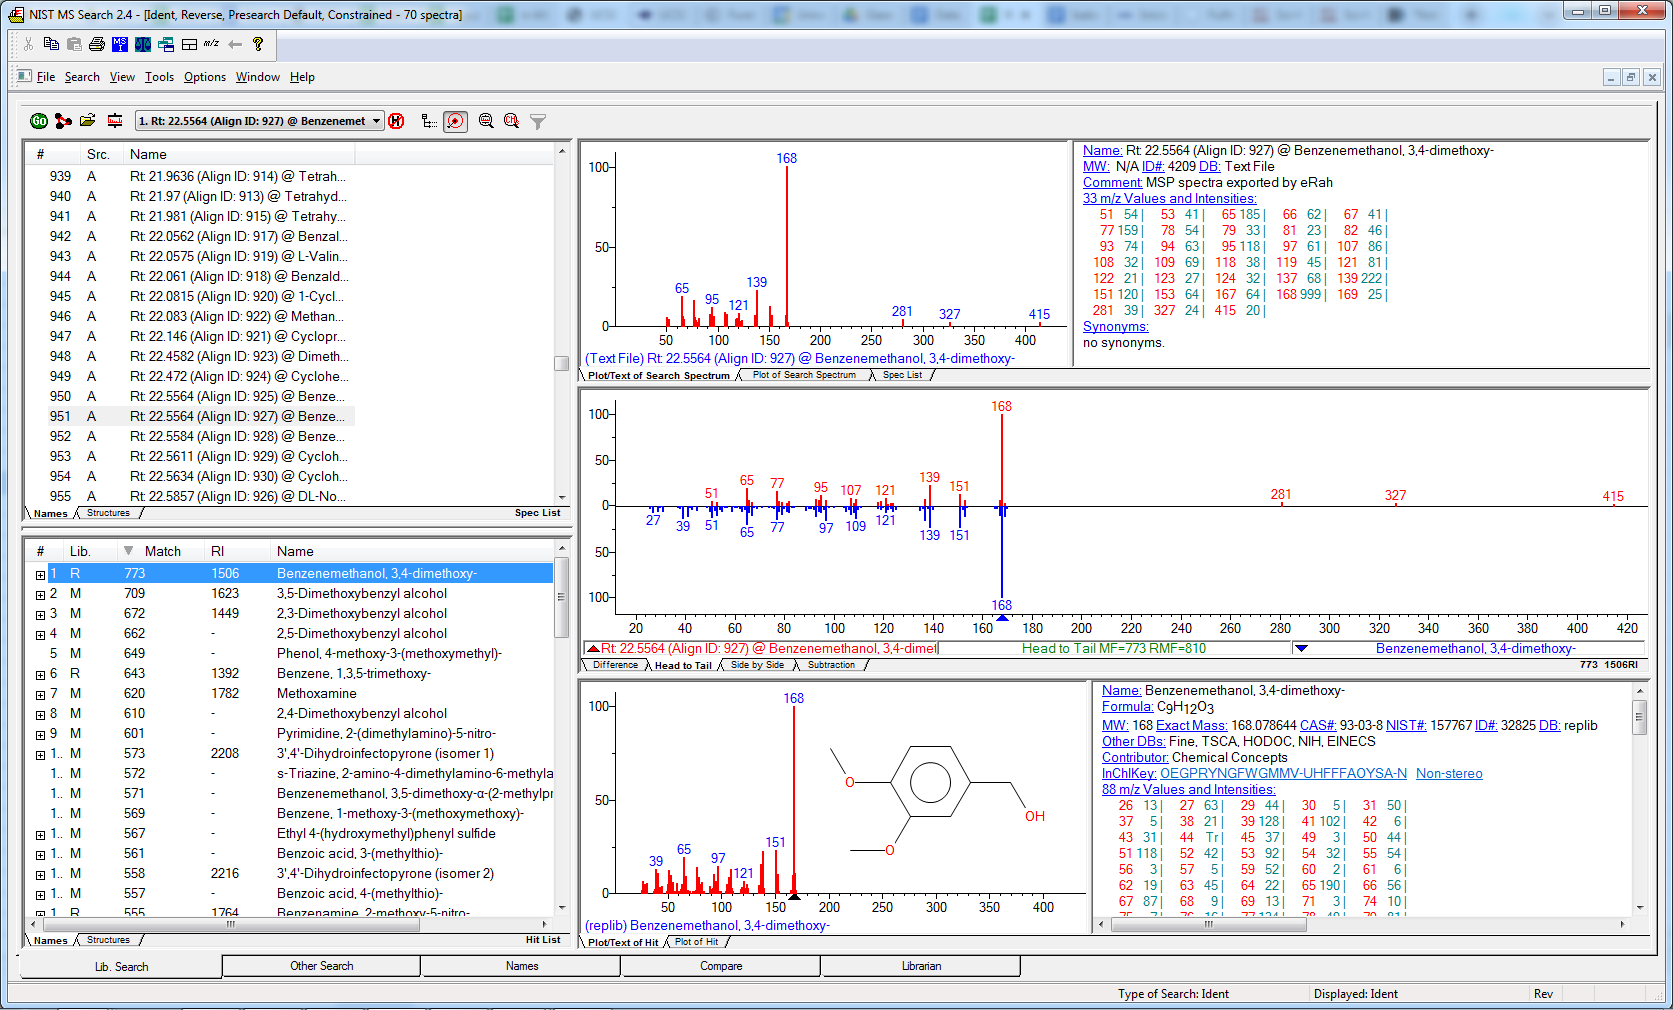 NIST MS Search 2.4 - [Ident, Reverse, Presearch Default, Constrained - 70 spectra]
File Search View Tools Options Window Help
1. Rt: 22.5564 (Align ID: 927) @ Benzenemet
# Src. Name
939 A Rt: 21.9636 (Align ID: 914) @ Tetrah...
940 A Rt: 21.97 (Align ID: 913) @ Tetrahyd...
941 A Rt: 21.981 (Align ID: 915) @ Tetrahy...
942 A Rt: 22.0562 (Align ID: 917) @ Benzal...
943 A Rt: 22.0575 (Align ID: 919) @ L-Valin...
944 A Rt: 22.061 (Align ID: 918) @ Benzald...
945 A Rt: 22.0815 (Align ID: 920) @ 1-Cycl...
946 A Rt: 22.083 (Align ID: 922) @ Methan...
947 A Rt: 22.146 (Align ID: 921) @ Cyclopr...
948 A Rt: 22.4582 (Align ID: 923) @ Dimeth...
949 A Rt: 22.472 (Align ID: 924) @ Cyclohe...
950 A Rt: 22.5564 (Align ID: 925) @ Benze...
951 A Rt: 22.5564 (Align ID: 927) @ Benze...
952 A Rt: 22.5584 (Align ID: 928) @ Benze...
953 A Rt: 22.5611 (Align ID: 929) @ Cycloh...
954 A Rt: 22.5634 (Align ID: 930) @ Cycloh...
955 A Rt: 22.5857 (Align ID: 926) @ DL-No...
Names Structures Spec List
# Lib. Match RI Name
1 R 773 1506 Benzenemethanol, 3,4-dimethoxy-
2 M 709 1623 3,5-Dimethoxybenzyl alcohol
3 M 672 1449 2,3-Dimethoxybenzyl alcohol
4 M 662 - 2,5-Dimethoxybenzyl alcohol
5 M 649 - Phenol, 4-methoxy-3-(methoxymethyl)-
6 R 643 1392 Benzene, 1,3,5-trimethoxy-
7 M 620 1782 Methoxamine
8 M 610 - 2,4-Dimethoxybenzyl alcohol
9 M 601 - Pyrimidine, 2-(dimethylamino)-5-nitro-
1.. M 573 2208 3',4'-Dihydroinfectopyrone (isomer 1)
1.. M 572 - s-Triazine, 2-amino-4-dimethylamino-6-methyla
1.. M 571 - Benzenemethanol, 3,5-dimethoxy-α-(2-methylpr
1.. M 569 - Benzene, 1-methoxy-3-(methoxymethoxy)-
1.. M 567 - Ethyl 4-(hydroxymethyl)phenyl sulfide
1.. M 561 - Benzoic acid, 3-(methylthio)-
1.. M 558 2216 3',4'-Dihydroinfectopyrone (isomer 2)
1.. M 557 - Benzoic acid, 4-(methylthio)-
1.. R 555 1764 Benzenamine, 2-methoxy-5-nitro-
Names Structures Hit List
100 50 0
168 65 95 121 139 281 327 415
50 100 150 200 250 300 350 400
(Text File) Rt: 22.5564 (Align ID: 927) @ Benzenemethanol, 3,4-dimethoxy-
Plot/Text of Search Spectrum Plot of Search Spectrum Spec List
Name: Rt: 22.5564 (Align ID: 927) @ Benzenemethanol, 3,4-dimethoxy-
MW: N/A ID#: 4209 DB: Text File
Comment: MSP spectra exported by eRah
33 m/z Values and Intensities:
51 54| 53 41| 65 185| 66 62| 67 41|
77 159| 78 54| 79 33| 81 23| 82 46|
93 74| 94 63| 95 118| 97 61| 107 86|
108 32| 109 69| 118 38| 119 45| 121 81|
122 21| 123 27| 124 32| 137 68| 139 222|
151 120| 153 64| 167 64| 168 999| 169 25|
281 39| 327 24| 415 20|
Synonyms:
no synonyms.
100 50 0 50 100
168
51 65 77 95 107 121 139 151 281 327 415
27 39 51 65 77 97 109 121 139 151
168
20 40 60 80 100 120 140 160 180 200 220 240 260 280 300 320 340 360 380 400 420
Rt: 22.5564 (Align ID: 927) @ Benzenemethanol, 3,4-dimet Head to Tail MF=773 RMF=810 Benzenemethanol, 3,4-dimethoxy-
Difference Head to Tail Side by Side Subtraction 773 1506RI
100 50 0
168 39 65 97 121 151
OH
O
O
50 100 150 200 250 300 350 400
(replib) Benzenemethanol, 3,4-dimethoxy-
Plot/Text of Hit Plot of Hit
Name: Benzenemethanol, 3,4-dimethoxy-
Formula: C9H12O3
MW: 168 Exact Mass: 168.078644 CAS#: 93-03-8 NIST#: 157767 ID#: 32825 DB: replib
Other DBs: Fine, TSCA, HODOC, NIH, EINECS
Contributor: Chemical Concepts
InChIKey: OEGPRYNGFWGMMV-UHFFFAOYSA-N Non-stereo
88 m/z Values and Intensities:
26 13| 27 63| 29 44| 30 5| 31 50|
37 5| 38 21| 39 128| 41 102| 42 6|
43 31| 44 Tr| 45 37| 49 3| 50 44|
51 118| 52 42| 53 92| 54 32| 55 54|
56 3| 57 5| 59 52| 60 2| 61 6|
62 19| 63 45| 64 22| 65 190| 66 56|
67 87| 68 9| 69 13| 71 3| 74 10|
Lib. Search Other Search Names Compare Librarian
Type of Search: Ident Displayed: Ident Rev